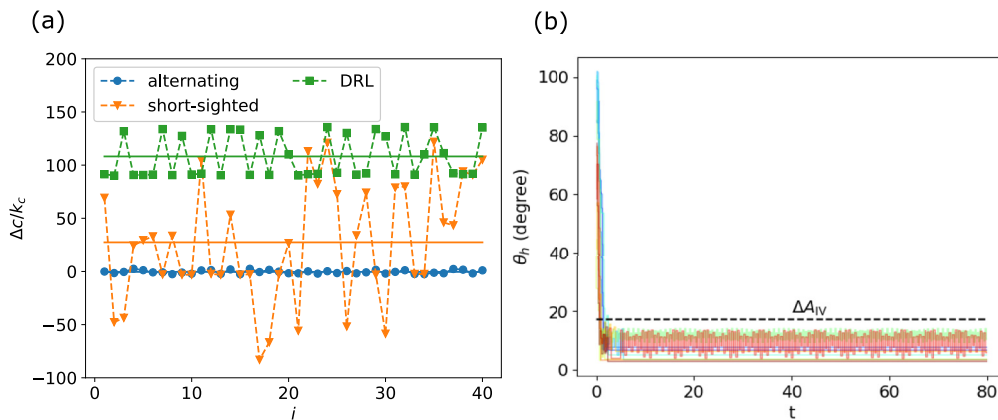 (a)
200
150
100
50
0
−50
−100
Δc/k_c
alternating
short-sighted
DRL
0 10 20 30 40
i
(b)
100
80
60
40
20
0
θ_h (degree)
ΔA_IV
0 20 40 60 80
t